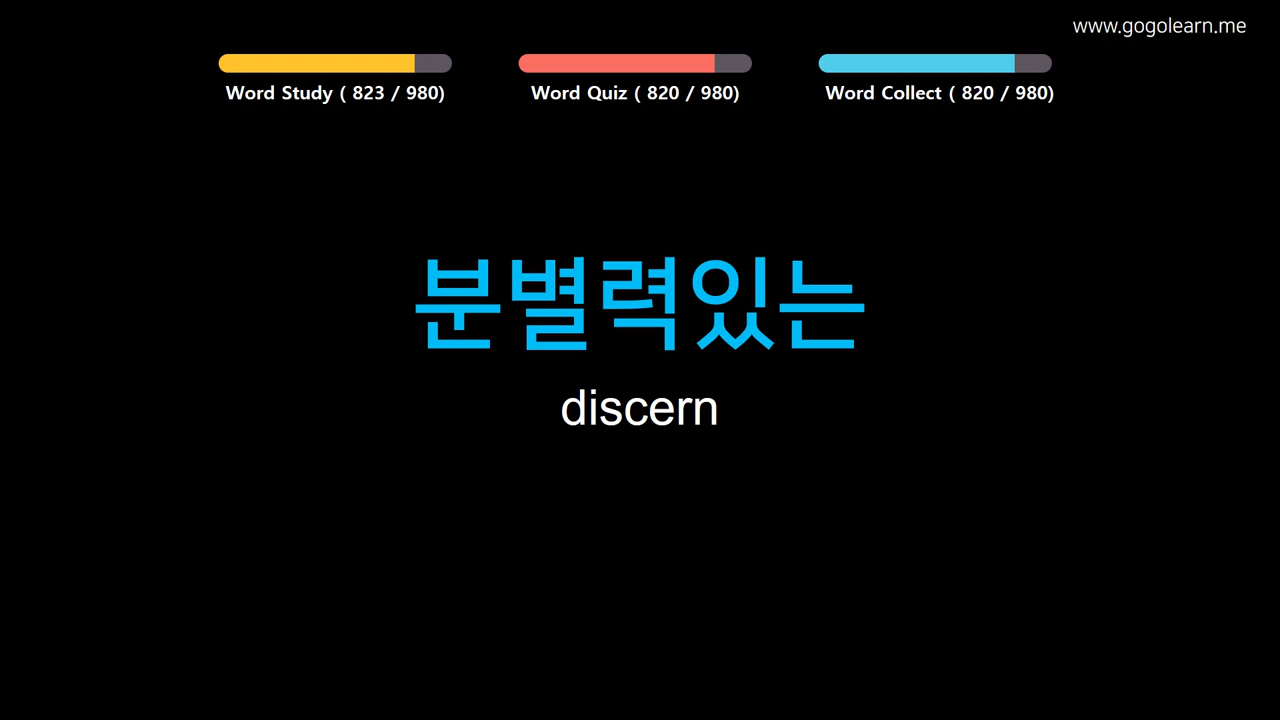 www.gogolearn.me
Word Study ( 823 / 980)
Word Quiz ( 820 / 980)
Word Collect ( 820 / 980)
분별력있는
discern